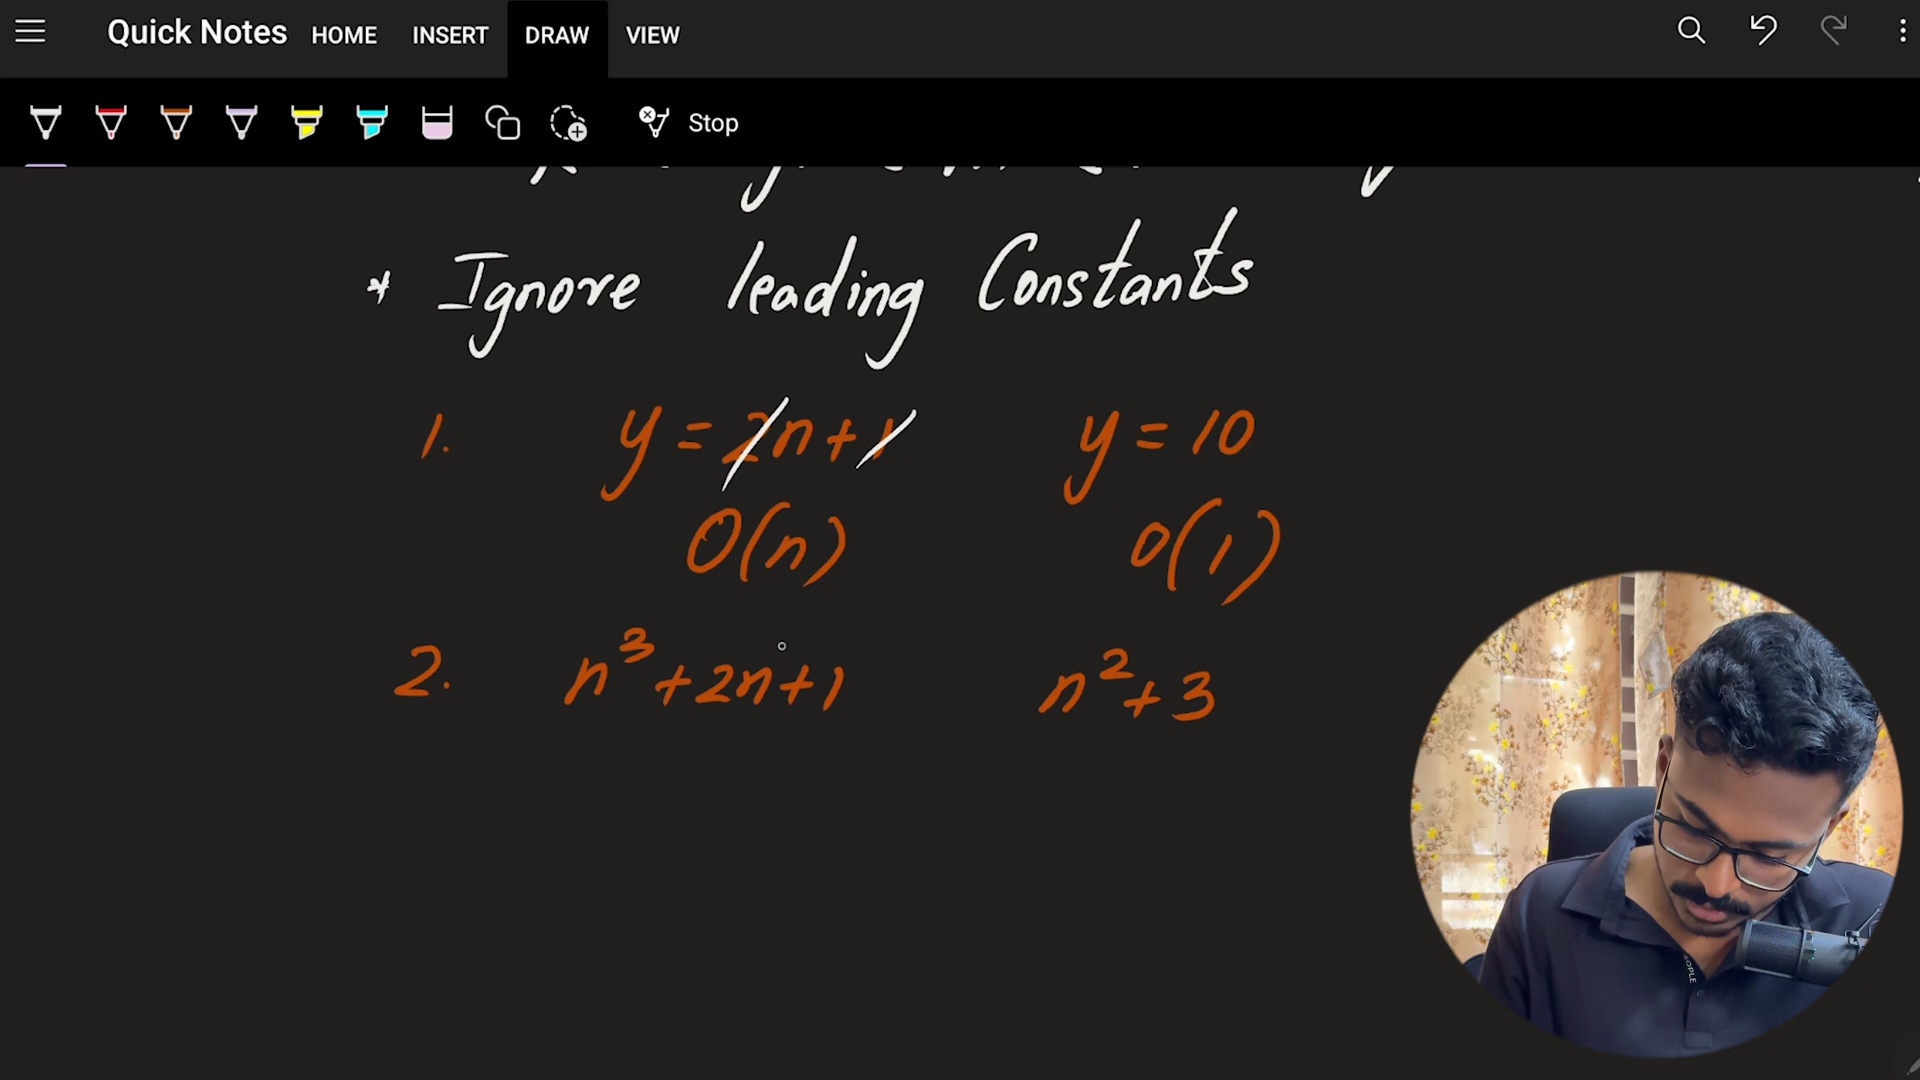 Quick Notes HOME INSERT DRAW VIEW
Stop
* Ignore leading Constants
1. y = 2n+1 y = 10
O(n) O(1)
2. n³+2n+1 n²+3